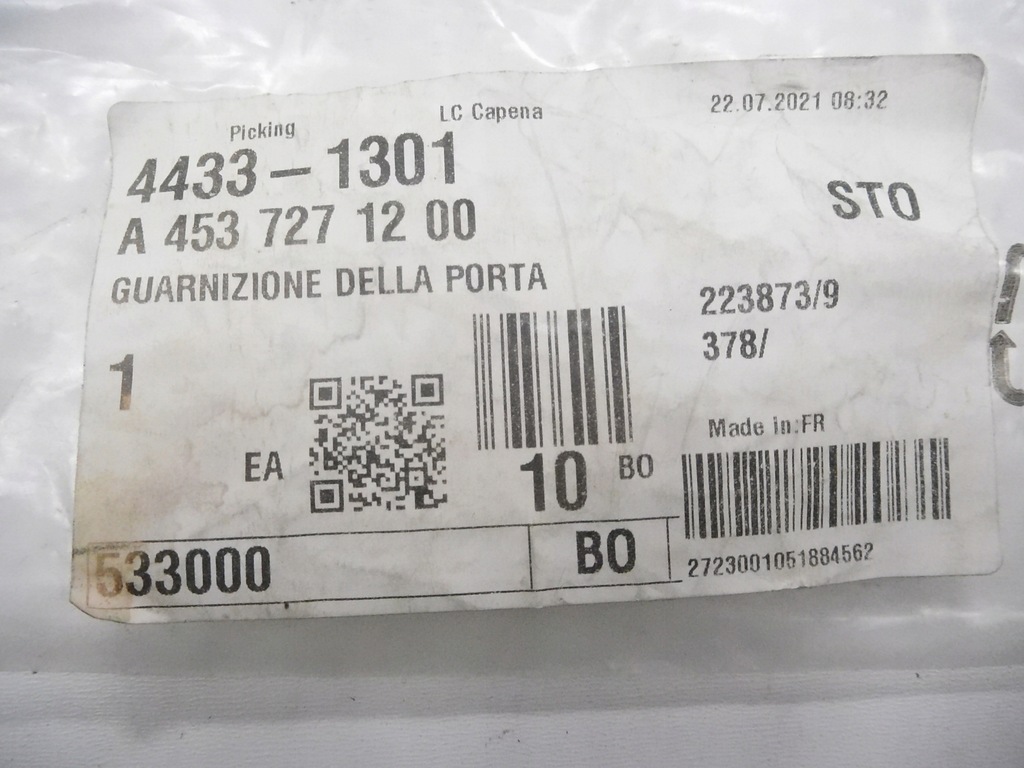 Picking
LC Capena
22.07.2021 08:32
4433-1301
STO
A 453 727 12 00
GUARNIZIONE DELLA PORTA
223873/9
378/
1
Made in:FR
EA
10 BO
533000
BO
2723001051884562